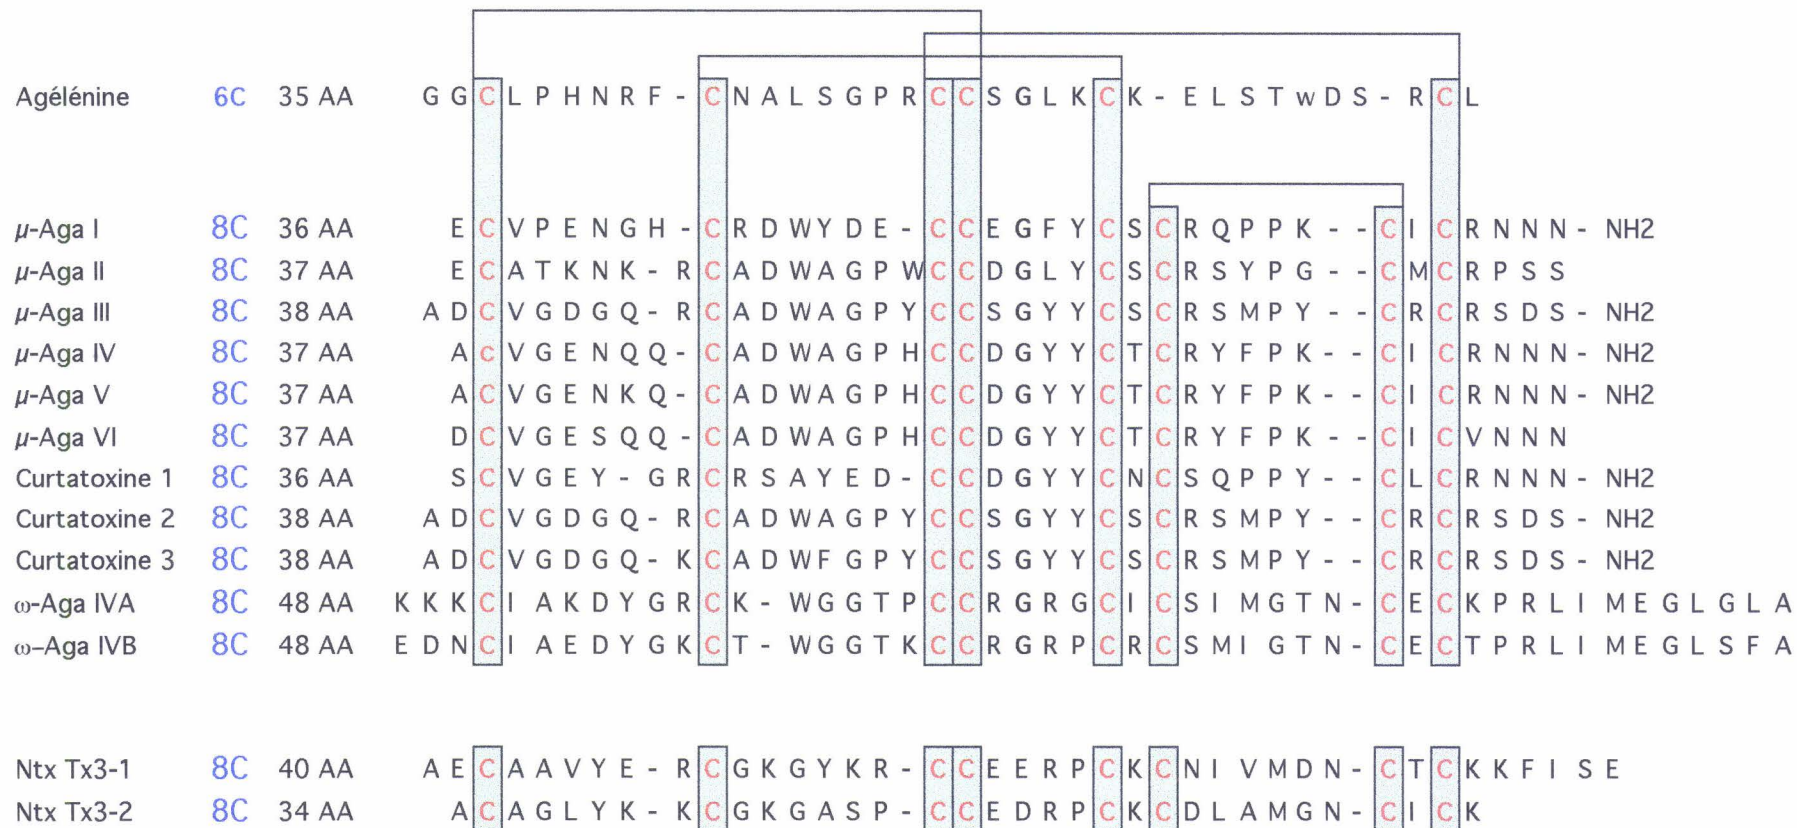 Agélénine 6C 35 AA G G C L P H N R F - C N A L S G P R C C S G L K C K - E L S T w D S - R C L
μ-Aga I 8C 36 AA E C V P E N G H - C R D W Y D E - C C E G F Y C S C R Q P P K - - C I C R N N N - NH2
μ-Aga II 8C 37 AA E C A T K N K - R C A D W A G P W C C D G L Y C S C R S Y P G - - C M C R P S S
μ-Aga III 8C 38 AA A D C V G D G Q - R C A D W A G P Y C C S G Y Y C S C R S M P Y - - C R C R S D S - NH2
μ-Aga IV 8C 37 AA A c V G E N Q Q - C A D W A G P H C C D G Y Y C T C R Y F P K - - C I C R N N N - NH2
μ-Aga V 8C 37 AA A C V G E N K Q - C A D W A G P H C C D G Y Y C T C R Y F P K - - C I C R N N N - NH2
μ-Aga VI 8C 37 AA D C V G E S Q Q - C A D W A G P H C C D G Y Y C T C R Y F P K - - C I C V N N N
Curtatoxine 1 8C 36 AA S C V G E Y - G R C R S A Y E D - C C D G Y Y C N C S Q P P Y - - C L C R N N N - NH2
Curtatoxine 2 8C 38 AA A D C V G D G Q - R C A D W A G P Y C C S G Y Y C S C R S M P Y - - C R C R S D S - NH2
Curtatoxine 3 8C 38 AA A D C V G D G Q - K C A D W F G P Y C C S G Y Y C S C R S M P Y - - C R C R S D S - NH2
ω-Aga IVA 8C 48 AA K K K C I A K D Y G R C K - W G G T P C C R G R G C I C S I M G T N - C E C K P R L I M E G L G L A
ω–Aga IVB 8C 48 AA E D N C I A E D Y G K C T - W G G T K C C R G R P C R C S M I G T N - C E C T P R L I M E G L S F A
Ntx Tx3-1 8C 40 AA A E C A A V Y E - R C G K G Y K R - C C E E R P C K C N I V M D N - C T C K K F I S E
Ntx Tx3-2 8C 34 AA A C A G L Y K - K C G K G A S P - C C E D R P C K C D L A M G N - C I C K